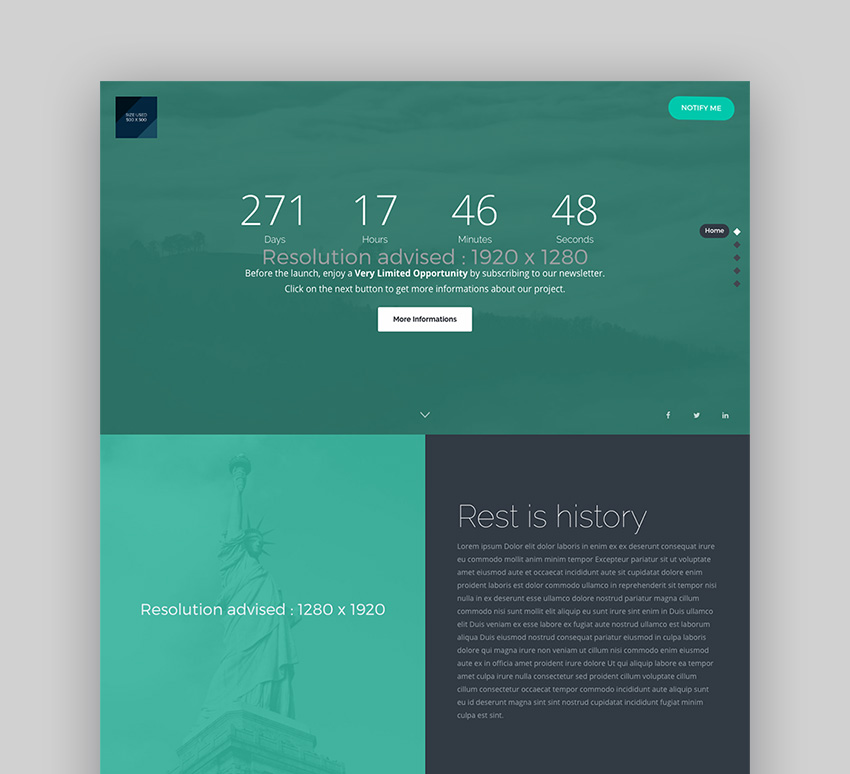 SIZE USED
500 X 500
NOTIFY ME
271 17 46 48
Days Hours Minutes Seconds
Home
Resolution advised : 1920 x 1280
Before the launch, enjoy a Very Limited Opportunity by subscribing to our newsletter.
Click on the next button to get more informations about our project.
More Informations
Resolution advised : 1280 x 1920
Rest is history
Lorem ipsum Dolor elit dolor laboris in enim ex ex deserunt consequat irure
eu commodo mollit anim minim tempor Excepteur pariatur sit ut voluptate
amet eiusmod aute et occaecat incididunt aute sit cupidatat dolore enim
proident laboris est dolor commodo ullamco in reprehenderit sit tempor nisi
nulla in ex deserunt esse ullamco dolore nostrud pariatur magna cillum
commodo nisi sunt mollit elit aliquip eu sunt irure sint enim in Duis ullamco
elit Duis veniam ex esse labore ex fugiat aute nostrud ullamco est laborum
aliqua Duis eiusmod nostrud consequat pariatur eiusmod in culpa laboris
dolore qui magna irure non veniam ut cillum nisi commodo enim eiusmod
aute ex in officia amet proident irure dolore Ut qui aliquip labore ea tempor
amet culpa irure nulla consectetur sed proident cillum voluptate cillum
cillum consectetur occaecat tempor commodo incididunt aute aliquip sunt
eu id deserunt magna sint sint nostrud cupidatat incididunt fugiat minim
culpa est sint.